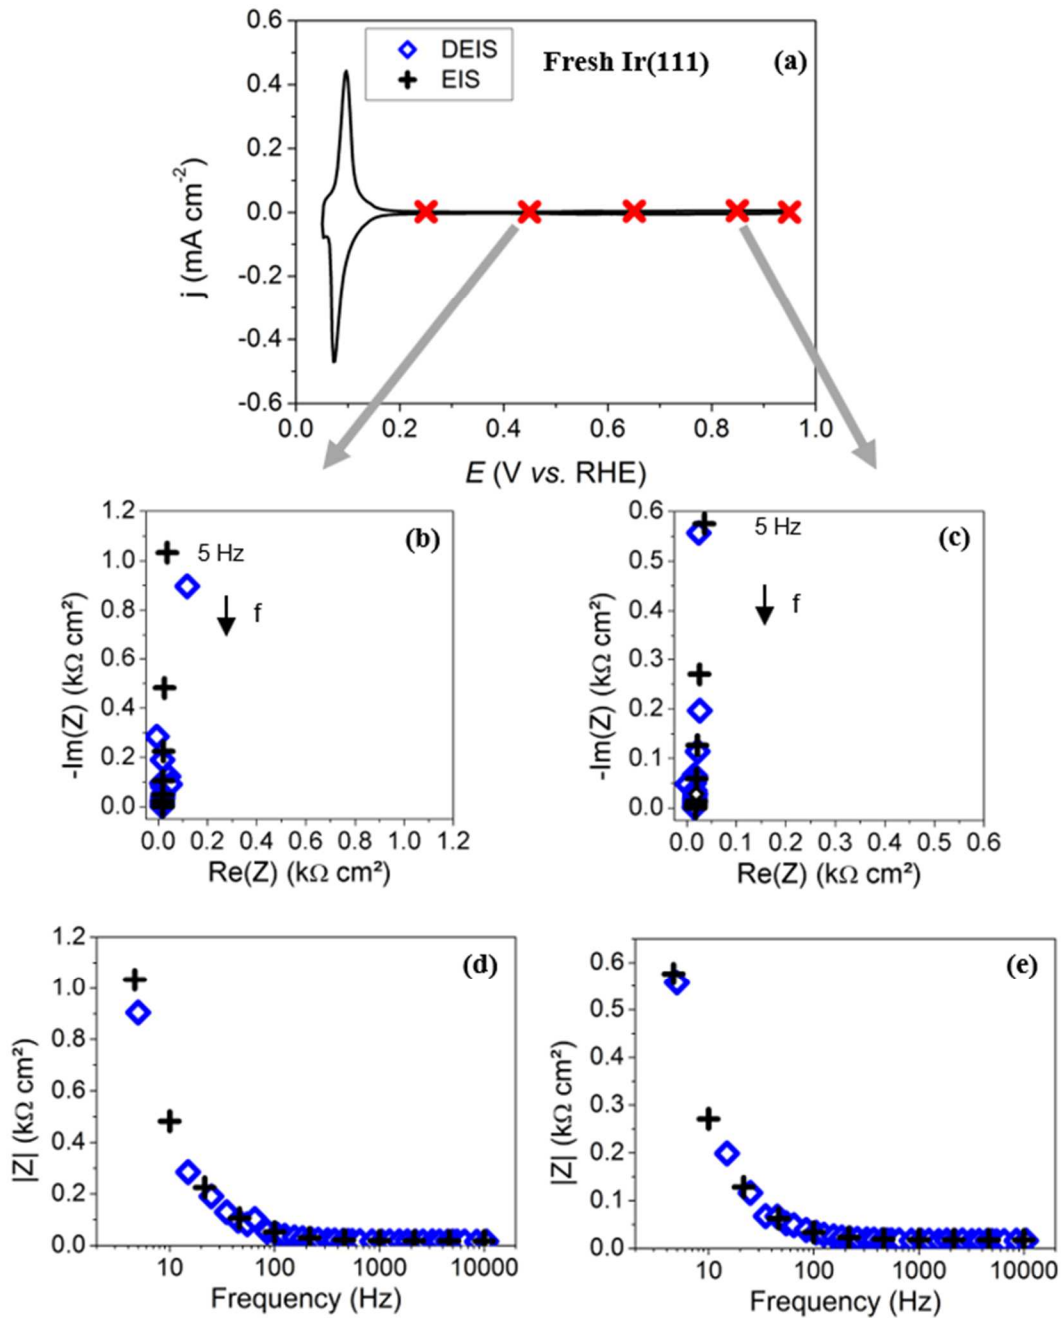 0.6
DEIS
EIS
Fresh Ir(111)
(a)
0.4
0.2
0.0
-0.2
-0.4
-0.6
j (mA cm⁻²)
0.0 0.2 0.4 0.6 0.8 1.0
E (V vs. RHE)
1.2
1.0
0.8
0.6
0.4
0.2
0.0
-Im(Z) (kΩ cm²)
5 Hz
(b)
f
0.0 0.2 0.4 0.6 0.8 1.0 1.2
Re(Z) (kΩ cm²)
0.6
0.5
0.4
0.3
0.2
0.1
0.0
-Im(Z) (kΩ cm²)
5 Hz
(c)
f
0.0 0.1 0.2 0.3 0.4 0.5 0.6
Re(Z) (kΩ cm²)
1.2
1.0
0.8
0.6
0.4
0.2
0.0
|Z| (kΩ cm²)
(d)
10 100 1000 10000
Frequency (Hz)
0.6
0.5
0.4
0.3
0.2
0.1
0.0
|Z| (kΩ cm²)
(e)
10 100 1000 10000
Frequency (Hz)